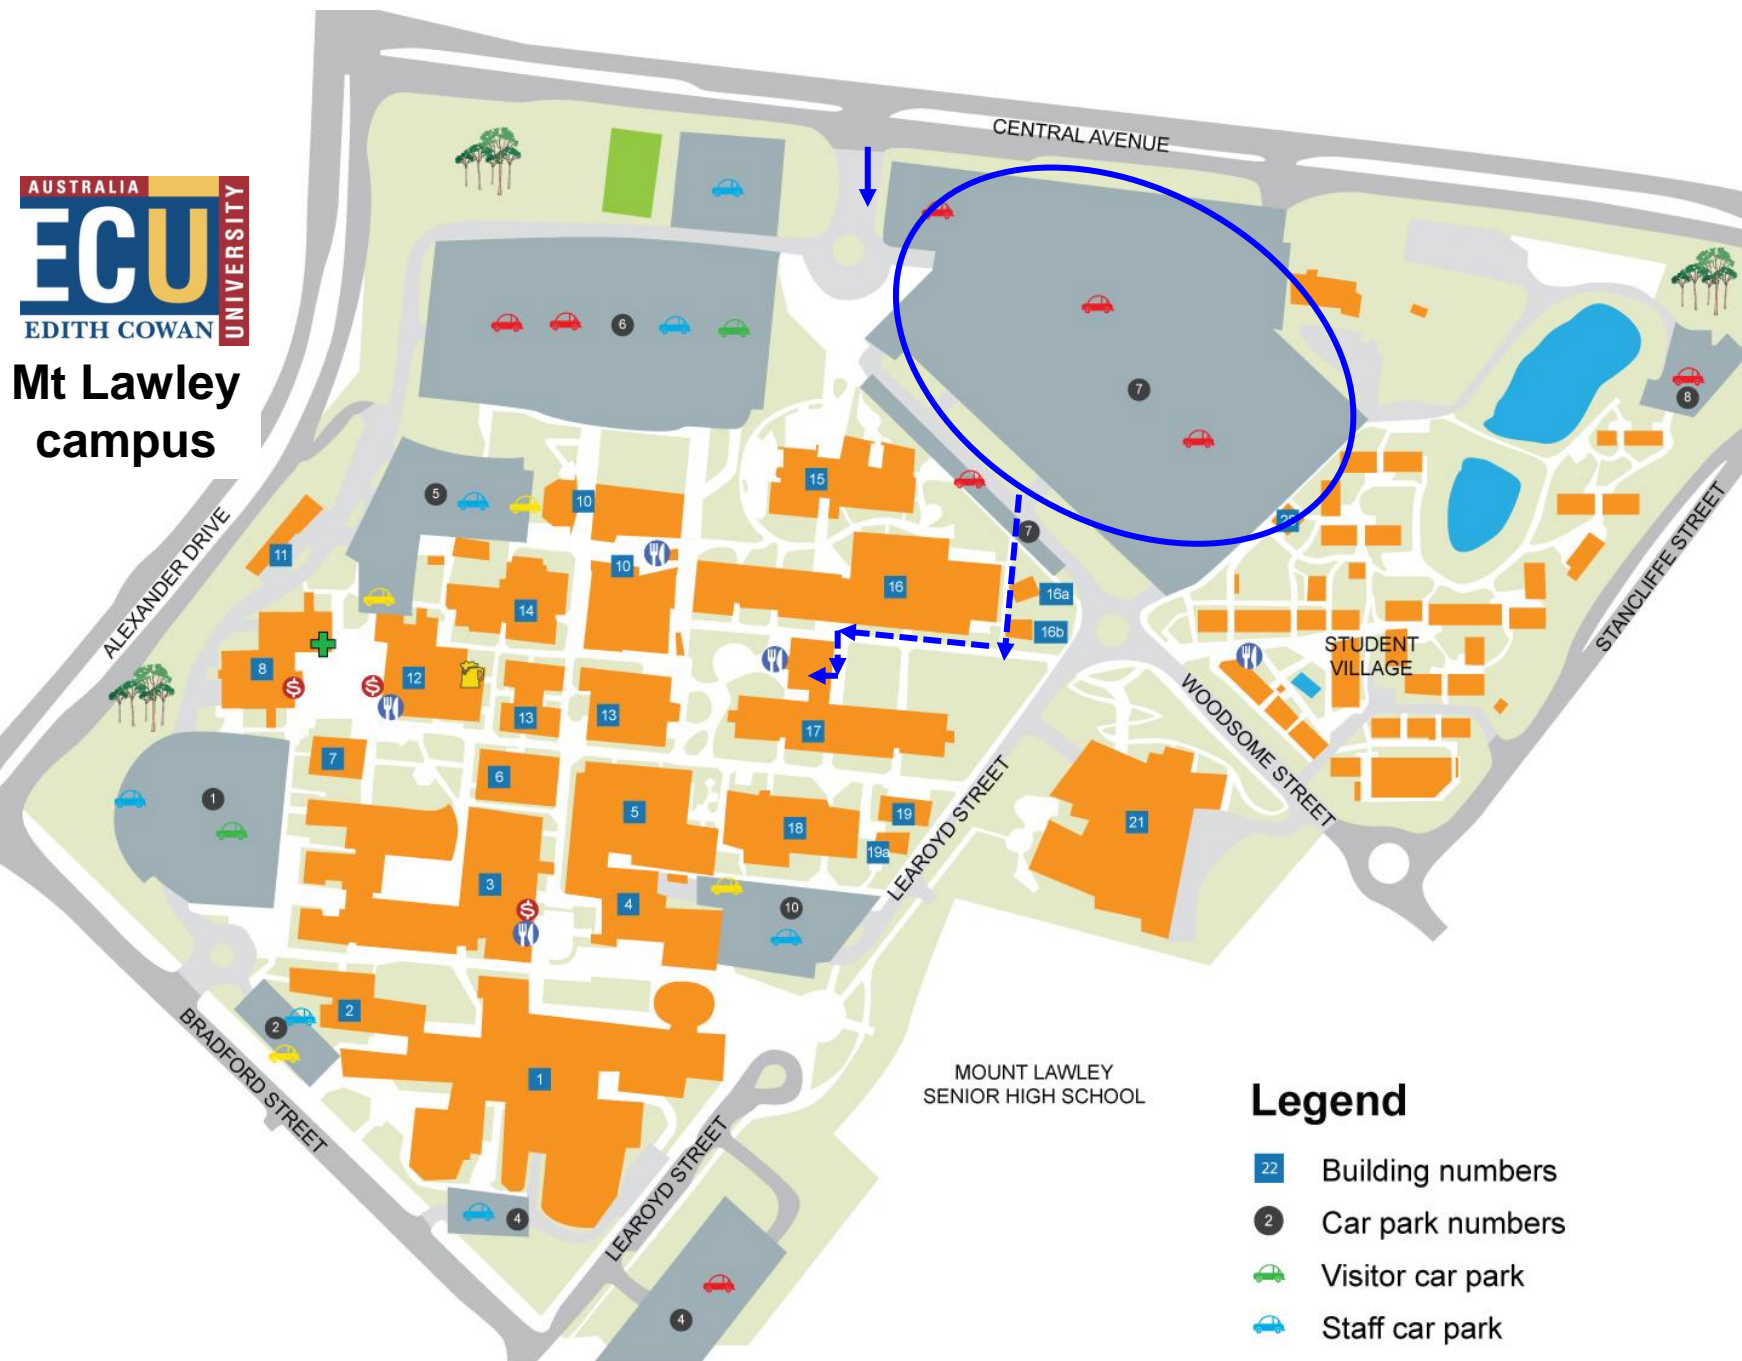 AUSTRALIA
ECU
EDITH COWAN
UNIVERSITY
Mt Lawley
campus
CENTRAL AVENUE
6
7
8
5
10
15
7
22
11
10
16
16a
14
16b
STUDENT
VILLAGE
ALEXANDER DRIVE
STANCLIFFE STREET
8
$
$
12
13
13
17
WOODSOME STREET
7
6
1
5
18
19
19a
21
LEAROYD STREET
3
4
$
10
2
2
BRADFORD STREET
1
MOUNT LAWLEY
SENIOR HIGH SCHOOL
LEAROYD STREET
4
4
Legend
22 Building numbers
2 Car park numbers
Visitor car park
Staff car park